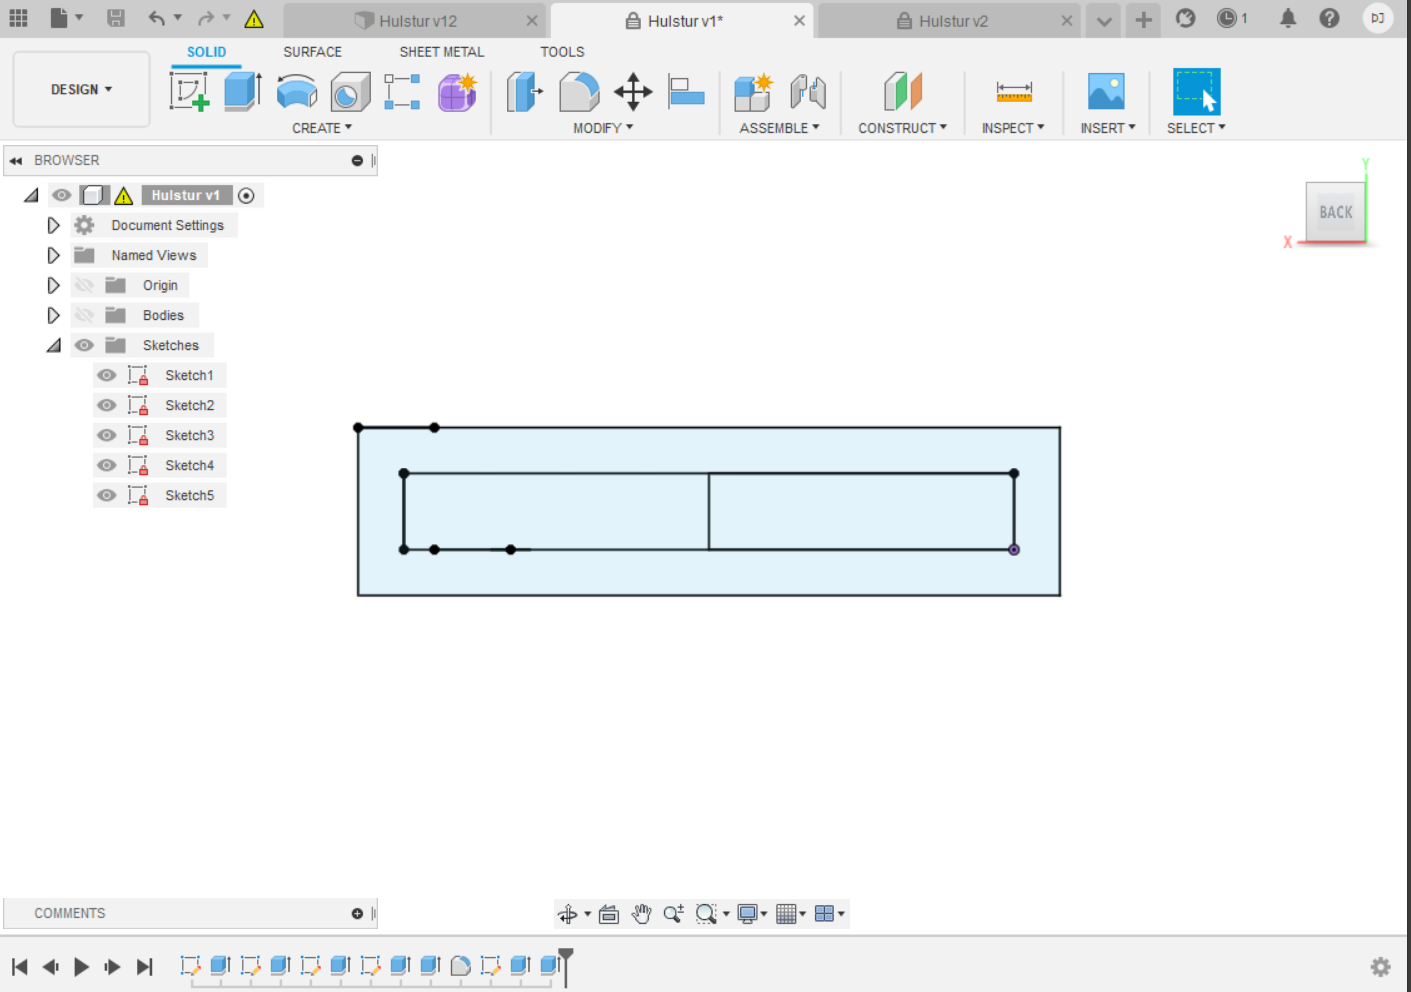 Hulstur v12
Hulstur v1*
Hulstur v2
1
DJ
DESIGN
SOLID
SURFACE
SHEET METAL
TOOLS
CREATE
MODIFY
ASSEMBLE
CONSTRUCT
INSPECT
INSERT
SELECT
BROWSER
Hulstur v1
Document Settings
Named Views
Origin
Bodies
Sketches
Sketch1
Sketch2
Sketch3
Sketch4
Sketch5
Y
BACK
X
COMMENTS